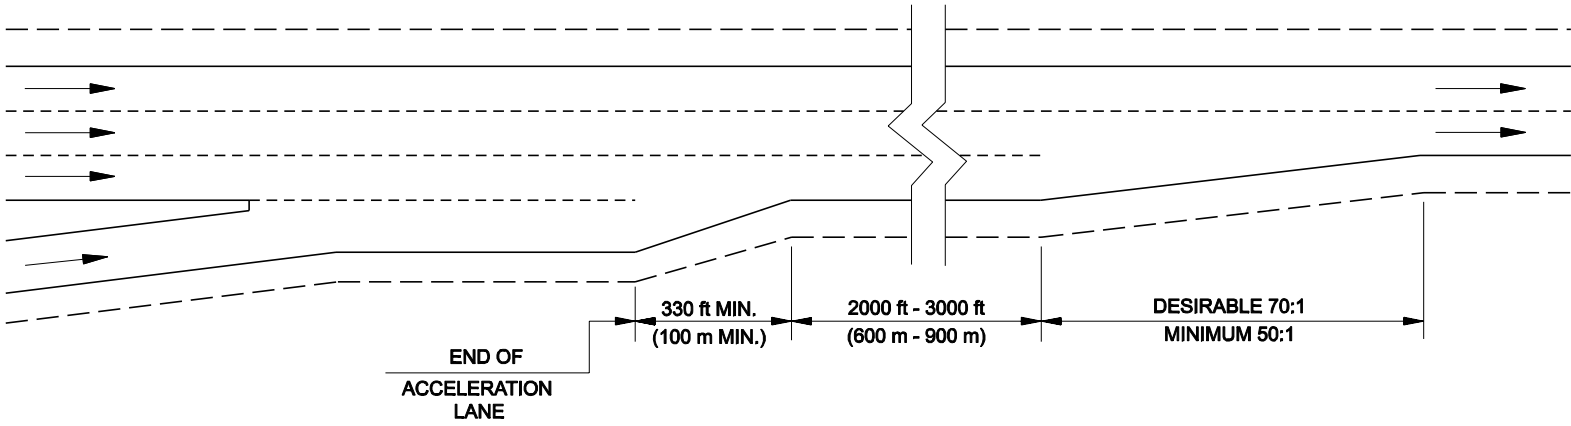 330 ft MIN.
(100 m MIN.)
2000 ft - 3000 ft
(600 m - 900 m)
DESIRABLE 70:1
MINIMUM 50:1
END OF
ACCELERATION
LANE